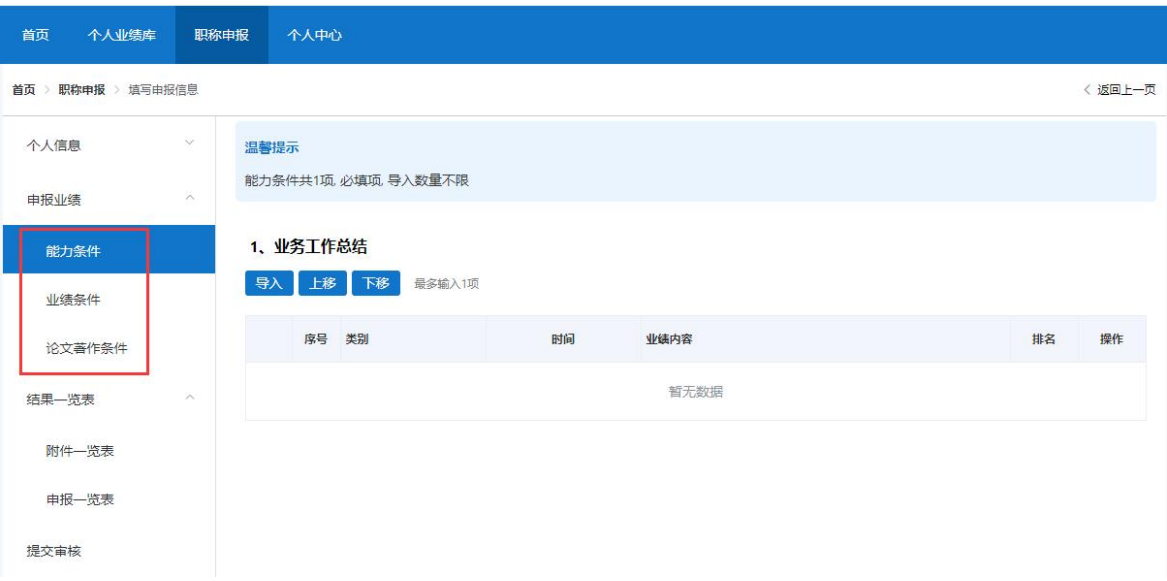 首页 个人业绩库 职称申报 个人中心
首页 > 职称申报 > 填写申报信息 < 返回上一页
个人信息
申报业绩
能力条件
业绩条件
论文著作条件
结果一览表
附件一览表
申报一览表
提交审核
温馨提示
能力条件共1项, 必填项, 导入数量不限
1、业务工作总结
导入 上移 下移 最多输入1项
序号 类别 时间 业绩内容 排名 操作
暂无数据